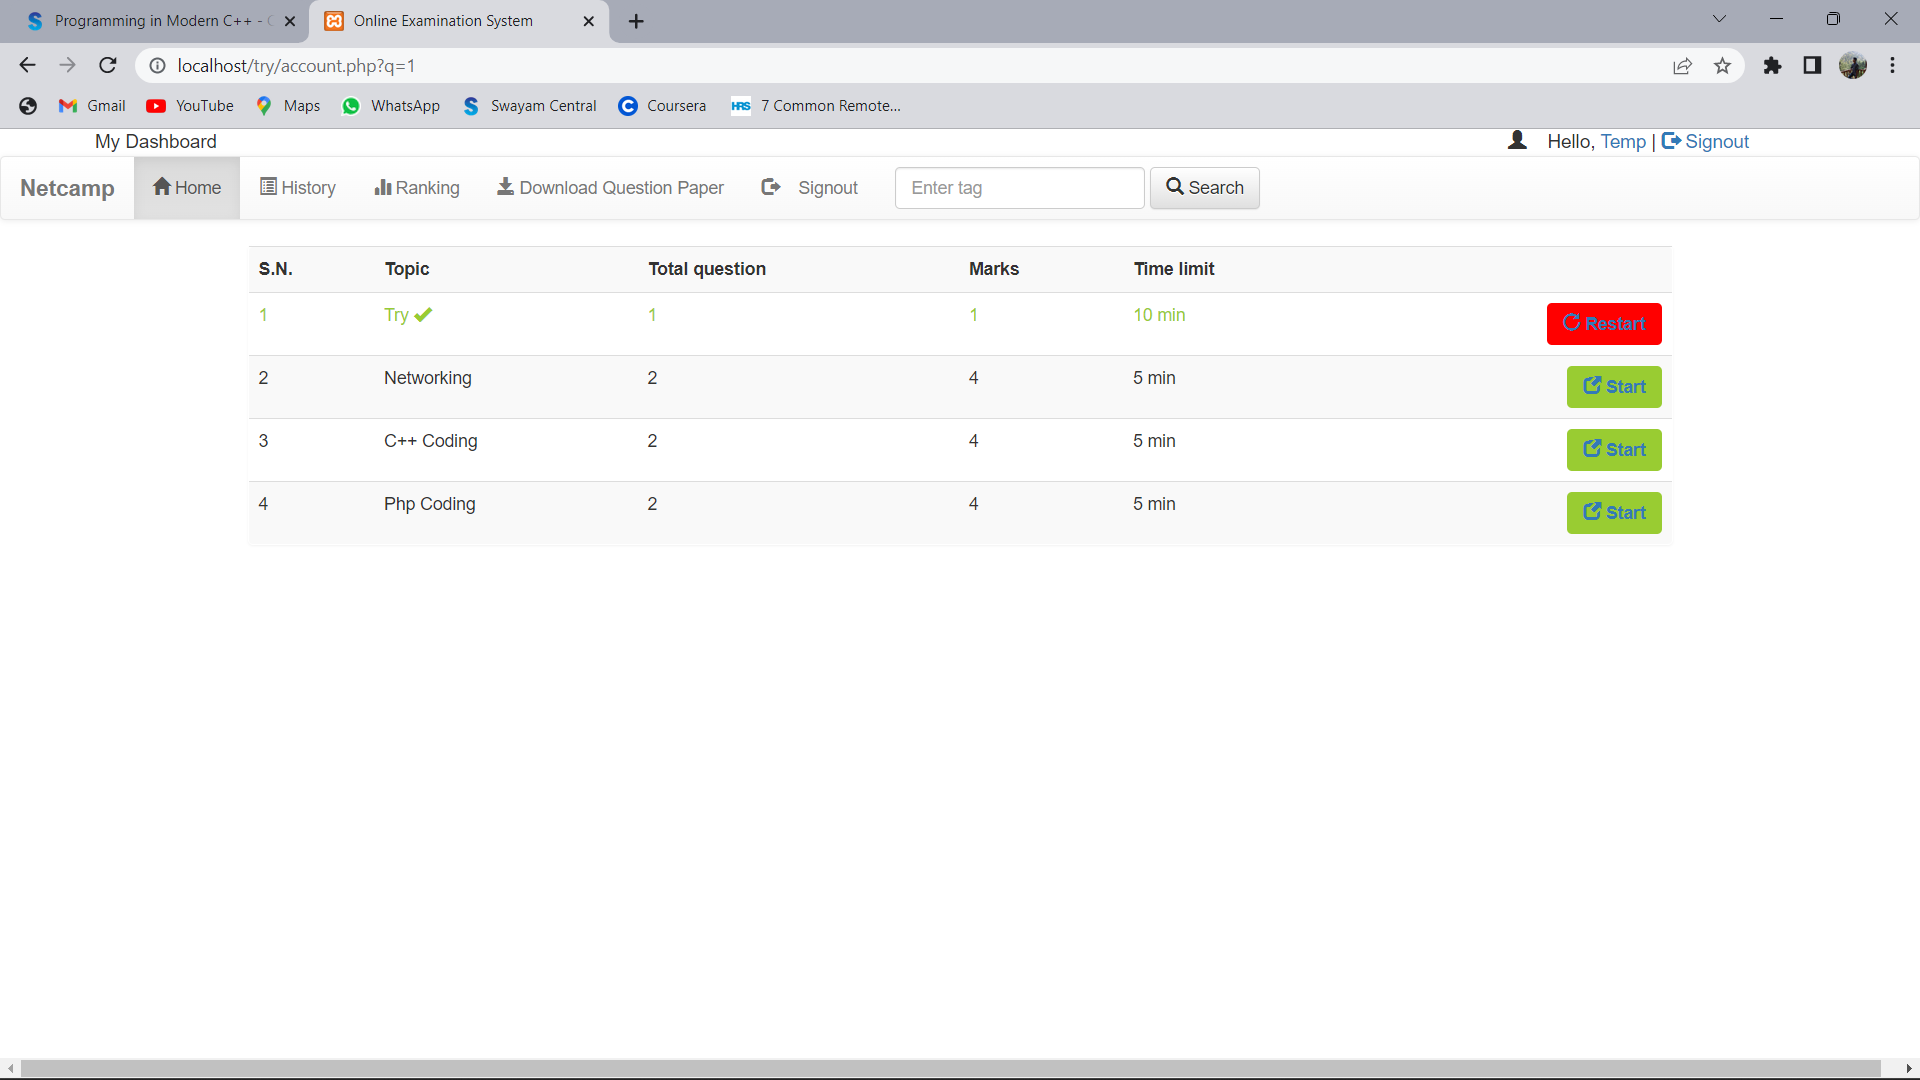 Programming in Modern C++ - C
Online Examination System
localhost/try/account.php?q=1
Gmail YouTube Maps WhatsApp Swayam Central Coursera HRS 7 Common Remote...
My Dashboard
Hello, Temp | Signout
Netcamp Home History Ranking Download Question Paper Signout Enter tag Search
S.N. Topic Total question Marks Time limit
1 Try 1 1 10 min Restart
2 Networking 2 4 5 min Start
3 C++ Coding 2 4 5 min Start
4 Php Coding 2 4 5 min Start